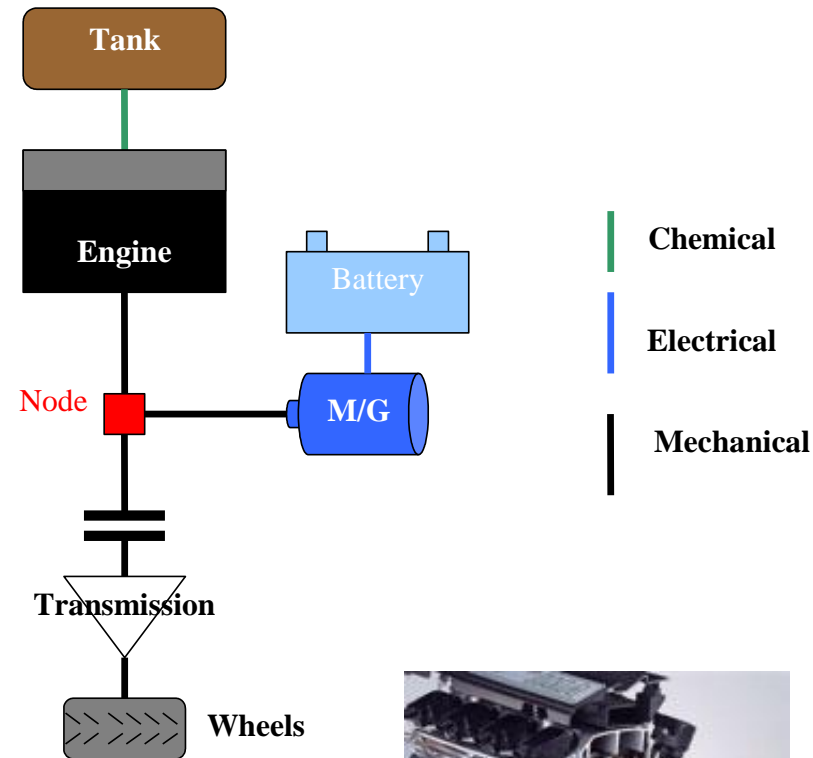 Tank
Engine
Battery
Chemical
Electrical
Node
M/G
Mechanical
Transmission
Wheels